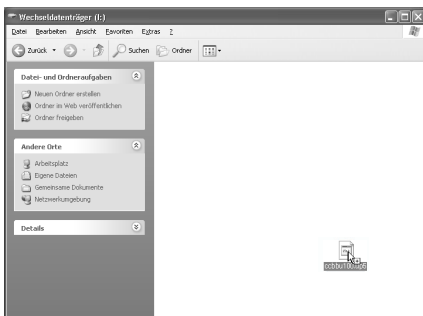 Wechseldatenträger (I:)
Datei Bearbeiten Ansicht Favoriten Extras ?
Zurück Suchen Ordner
Datei- und Ordneraufgaben
Neuen Ordner erstellen
Ordner im Web veröffentlichen
Ordner freigeben
Andere Orte
Arbeitsplatz
Eigene Dateien
Gemeinsame Dokumente
Netzwerkumgebung
Details